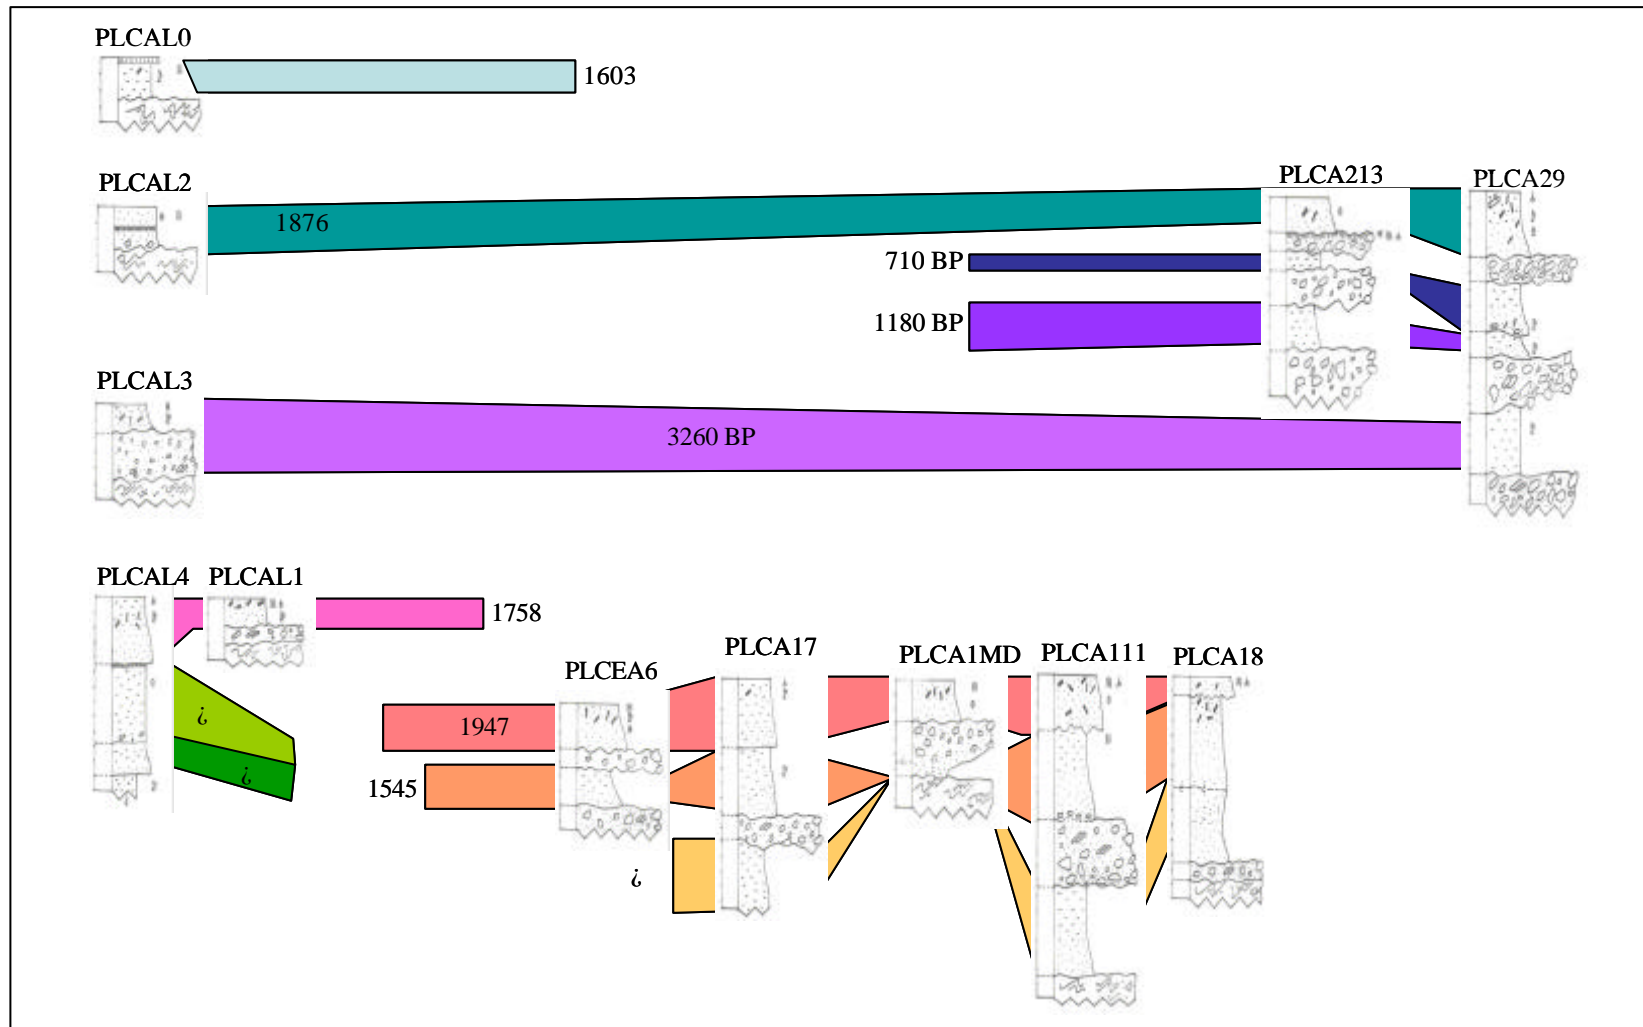 PLCAL0
1603
PLCAL2
PLCA213
PLCA29
1876
710 BP
1180 BP
PLCAL3
3260 BP
PLCAL4
PLCAL1
1758
PLCEA6
PLCA17
PLCA1MD
PLCA111
PLCA18
¿
1947
¿
1545
¿